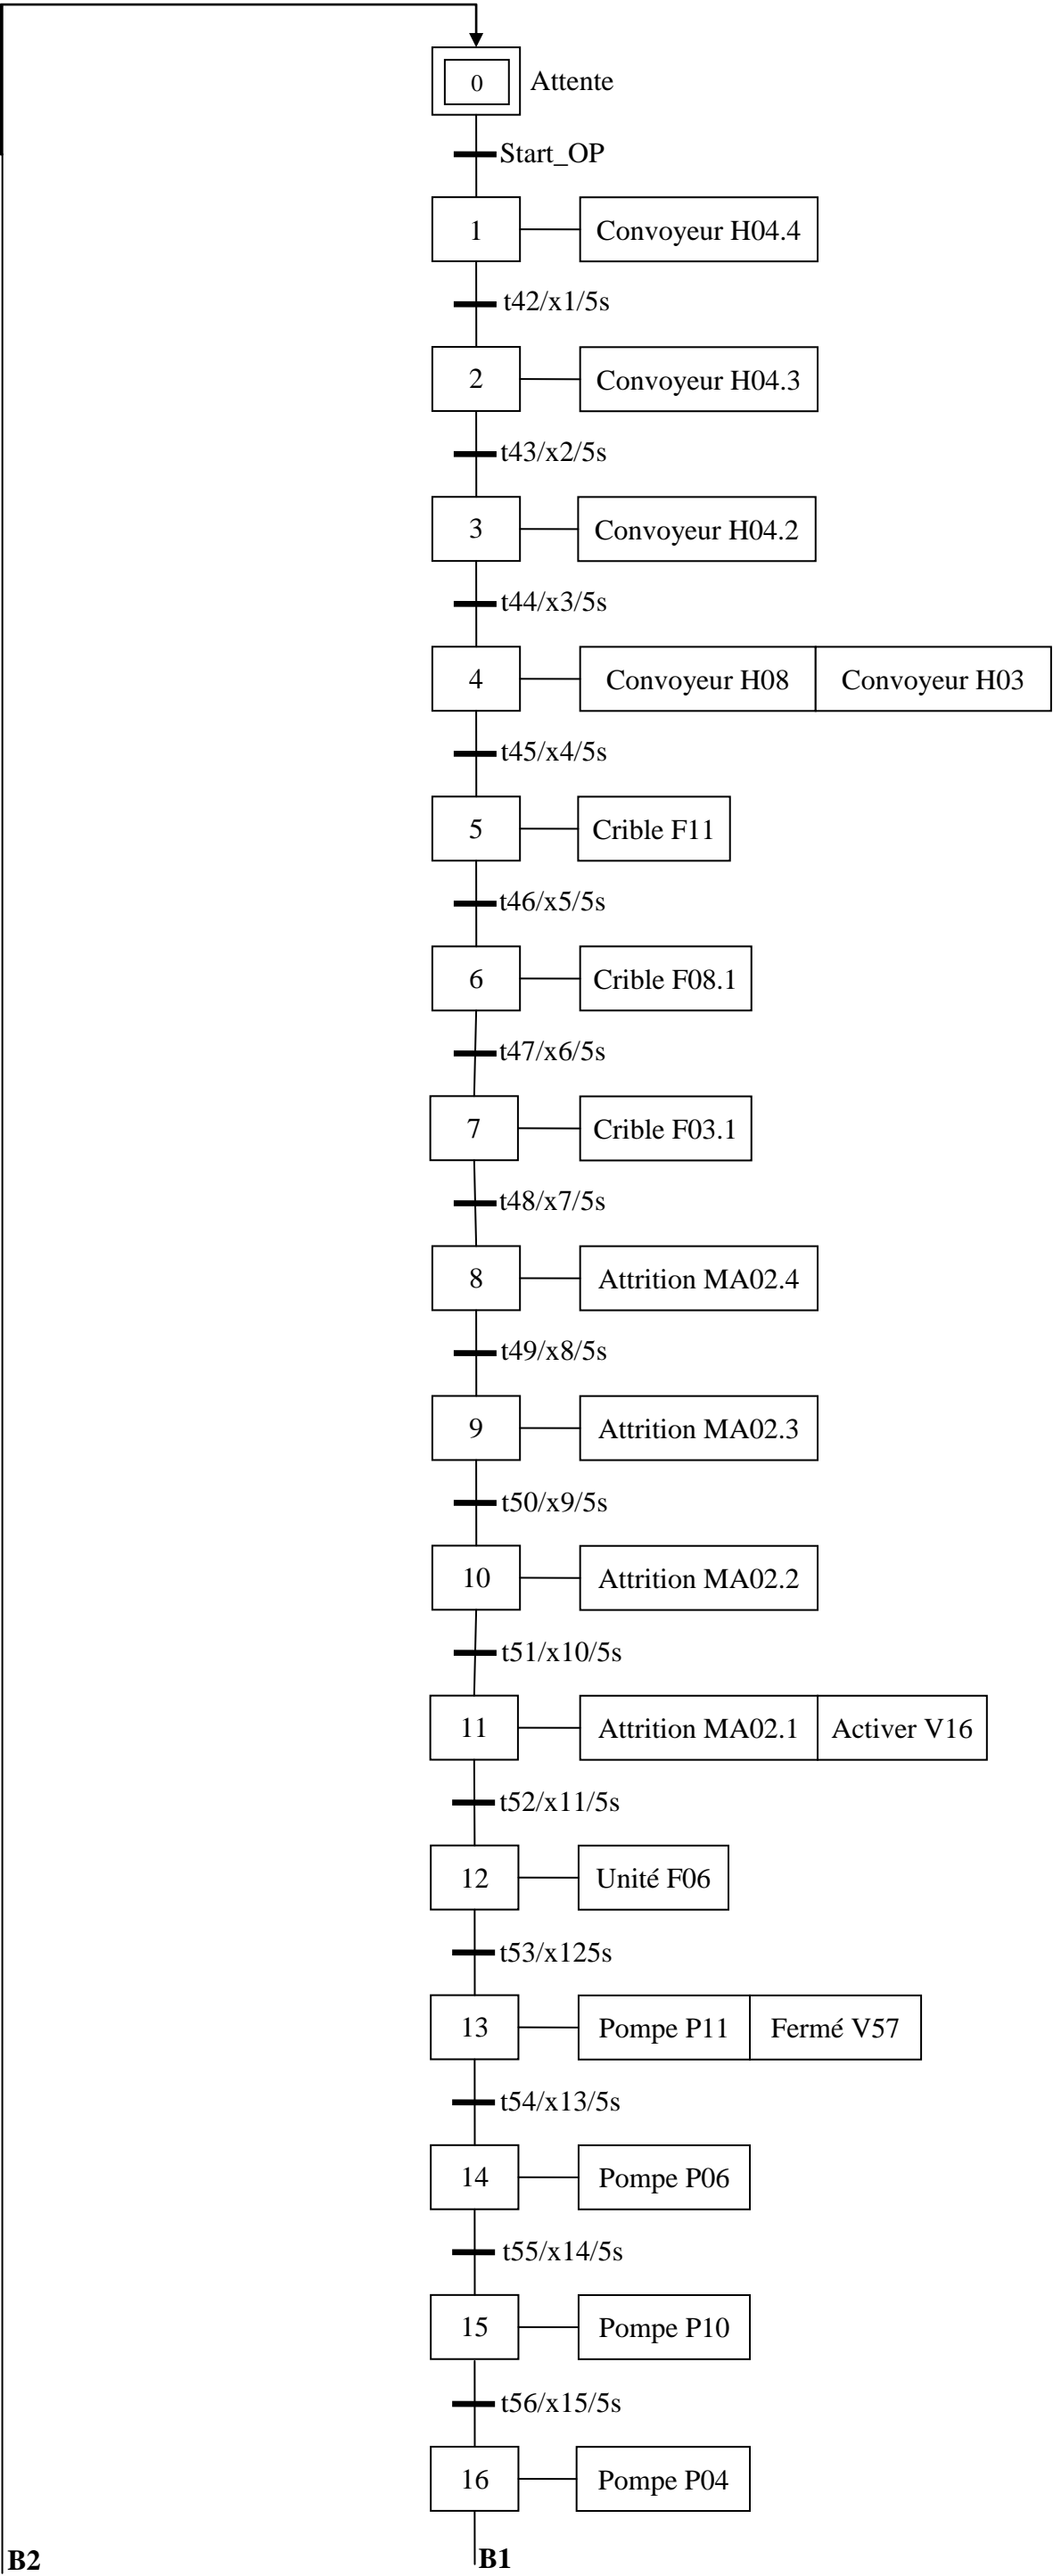 0 Attente
Start_OP
1 Convoyeur H04.4
t42/x1/5s
2 Convoyeur H04.3
t43/x2/5s
3 Convoyeur H04.2
t44/x3/5s
4 Convoyeur H08 Convoyeur H03
t45/x4/5s
5 Crible F11
t46/x5/5s
6 Crible F08.1
t47/x6/5s
7 Crible F03.1
t48/x7/5s
8 Attrition MA02.4
t49/x8/5s
9 Attrition MA02.3
t50/x9/5s
10 Attrition MA02.2
t51/x10/5s
11 Attrition MA02.1 Activer V16
t52/x11/5s
12 Unité F06
t53/x125s
13 Pompe P11 Fermé V57
t54/x13/5s
14 Pompe P06
t55/x14/5s
15 Pompe P10
t56/x15/5s
16 Pompe P04
B2 B1